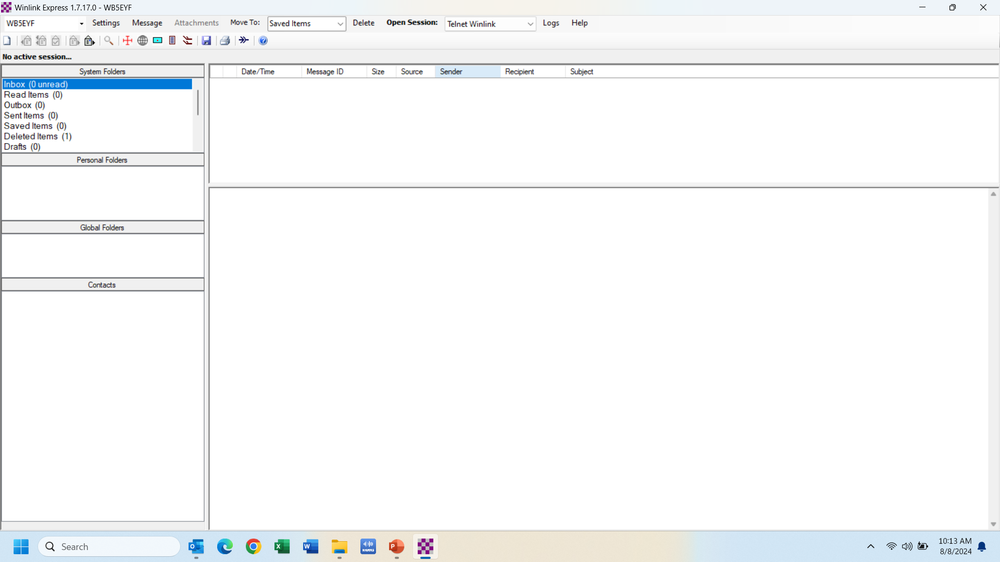 Winlink Express 1.7.17.0 - WB5EYF
WB5EYF Settings Message Attachments Move To: Saved Items Delete Open Session: Telnet Winlink Logs Help
No active session...
System Folders
Inbox (0 unread)
Read Items (0)
Outbox (0)
Sent Items (0)
Saved Items (0)
Deleted Items (1)
Drafts (0)
Personal Folders
Global Folders
Contacts
Date/Time Message ID Size Source Sender Recipient Subject
Search
HAMRS
10:13 AM
8/8/2024